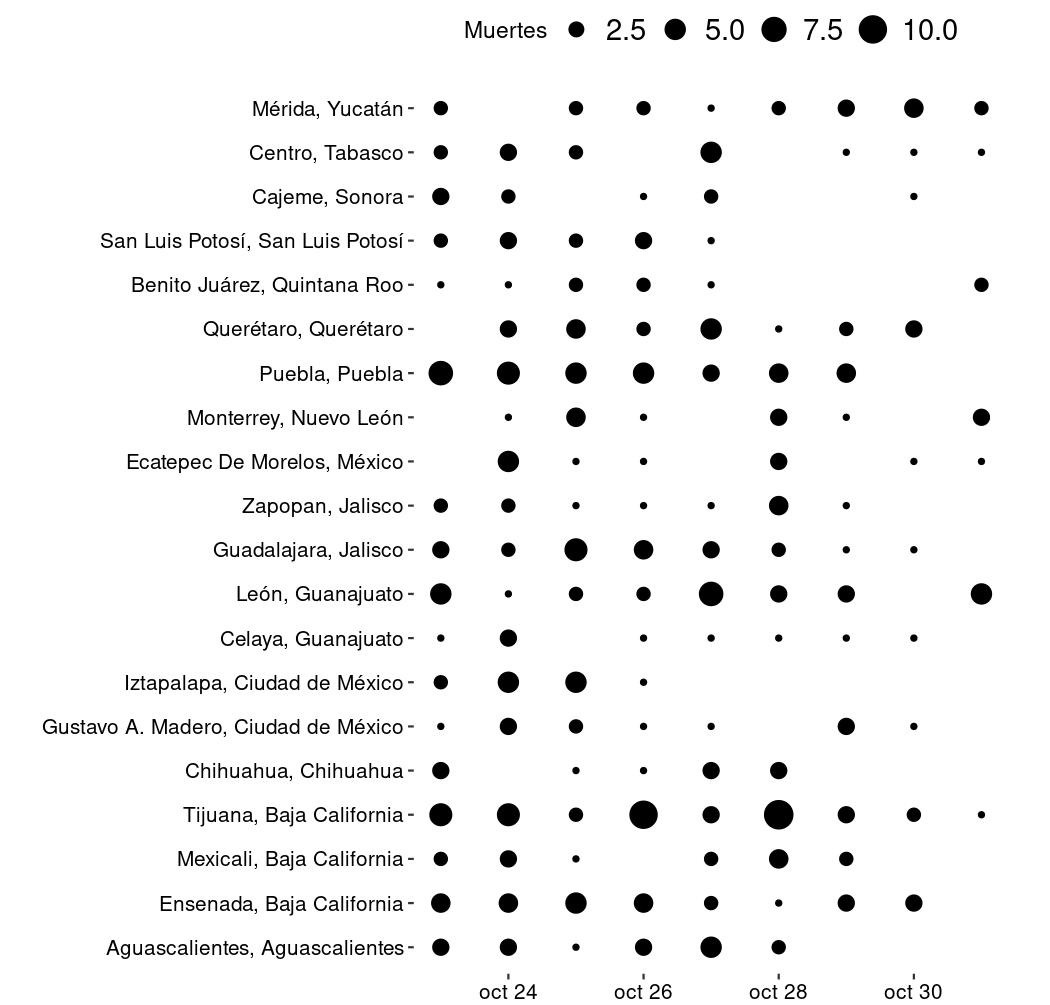 Muertes 2.5 5.0 7.5 10.0
Mérida, Yucatán
Centro, Tabasco
Cajeme, Sonora
San Luis Potosí, San Luis Potosí
Benito Juárez, Quintana Roo
Querétaro, Querétaro
Puebla, Puebla
Monterrey, Nuevo León
Ecatepec De Morelos, México
Zapopan, Jalisco
Guadalajara, Jalisco
León, Guanajuato
Celaya, Guanajuato
Iztapalapa, Ciudad de México
Gustavo A. Madero, Ciudad de México
Chihuahua, Chihuahua
Tijuana, Baja California
Mexicali, Baja California
Ensenada, Baja California
Aguascalientes, Aguascalientes
oct 24 oct 26 oct 28 oct 30